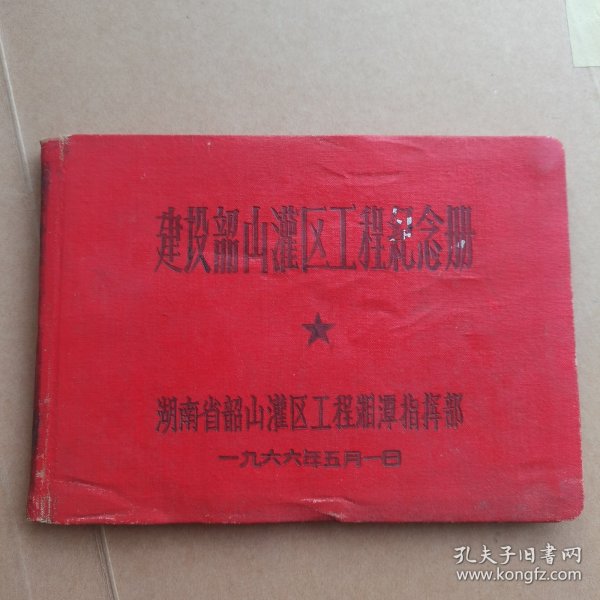 建设韶山灌区工程纪念册
湖南省韶山灌区工程湘潭指挥部
一九六六年五月一日
孔夫子旧书网
www.kongfz.com